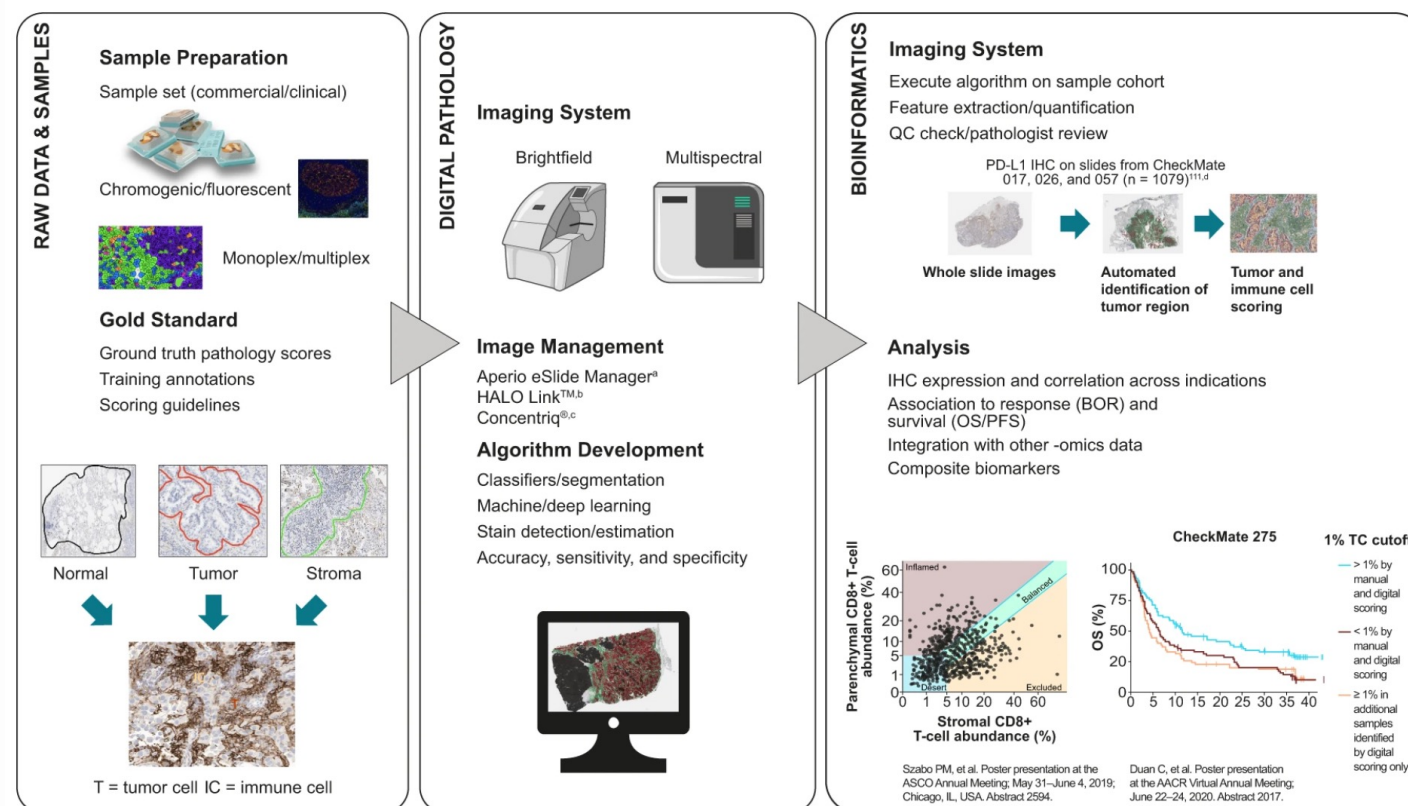 RAW DATA & SAMPLES
Sample Preparation
Sample set (commercial/clinical)
Chromogenic/fluorescent
Monoplex/multiplex
Gold Standard
Ground truth pathology scores
Training annotations
Scoring guidelines
Normal
Tumor
Stroma
T = tumor cell IC = immune cell
DIGITAL PATHOLOGY
Imaging System
Brightfield
Multispectral
Image Management
Aperio eSlide Managerᵃ
HALO Link™,ᵇ
Concentriq®,ᶜ
Algorithm Development
Classifiers/segmentation
Machine/deep learning
Stain detection/estimation
Accuracy, sensitivity, and specificity
BIOINFORMATICS
Imaging System
Execute algorithm on sample cohort
Feature extraction/quantification
QC check/pathologist review
PD-L1 IHC on slides from CheckMate
017, 026, and 057 (n = 1079)¹¹¹,ᵈ
Whole slide images
Automated
identification of
tumor region
Tumor and
immune cell
scoring
Analysis
IHC expression and correlation across indications
Association to response (BOR) and
survival (OS/PFS)
Integration with other -omics data
Composite biomarkers
Parenchymal CD8+ T-cell
abundance (%)
60
40
20
10
5
1
0
Inflamed
Balanced
Desert
Excluded
0 1 5 10 20 40 60
Stromal CD8+
T-cell abundance (%)
Szabo PM, et al. Poster presentation at the
ASCO Annual Meeting; May 31–June 4, 2019;
Chicago, IL, USA. Abstract 2594.
CheckMate 275
OS (%)
100
50
20
0
0 5 10 15 20 25 30 35 40
1% TC cutoff
> 1% by
manual
and digital
scoring
< 1% by
manual
and digital
scoring
≥ 1% in
additional
samples
identified
by digital
scoring only
Duan C, et al. Poster presentation
at the AACR Virtual Annual Meeting;
June 22–24, 2020. Abstract 2017.